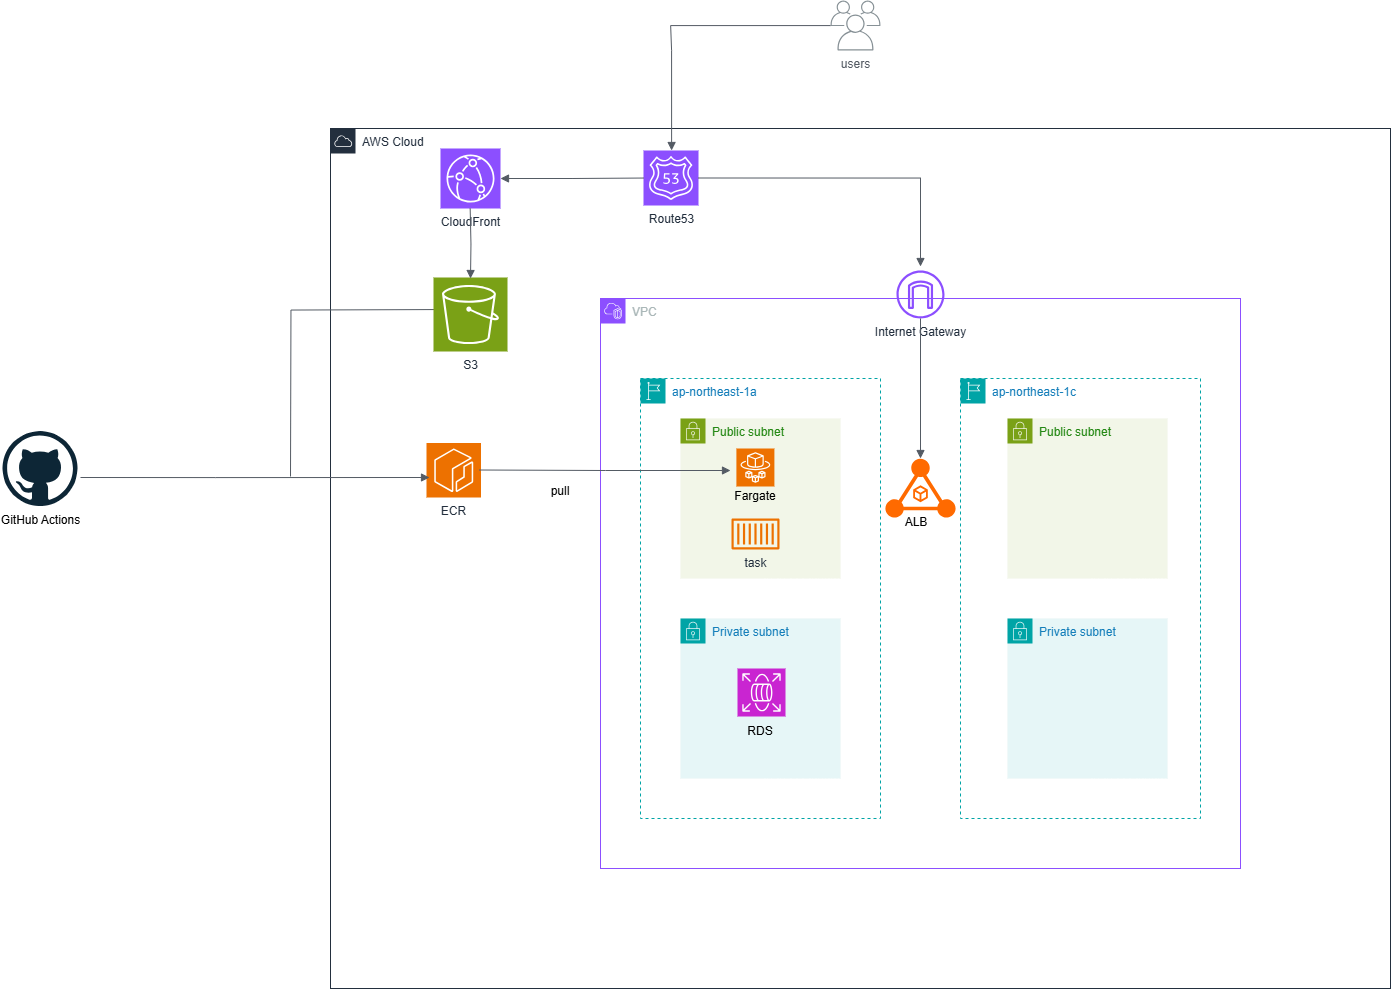 users
AWS Cloud
CloudFront
53
Route53
S3
VPC
Internet Gateway
ap-northeast-1a
ap-northeast-1c
Public subnet
Public subnet
Fargate
GitHub Actions
ECR
pull
ALB
task
Private subnet
Private subnet
RDS